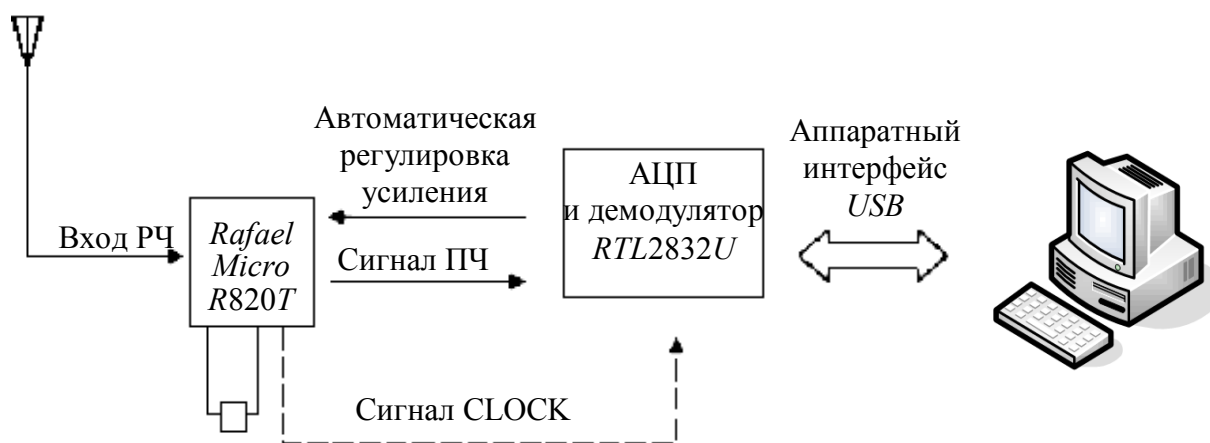 Вход РЧ
Rafael
Micro
R820T
Автоматическая
регулировка
усиления
Сигнал ПЧ
АЦП
и демодулятор
RTL2832U
Аппаратный
интерфейс
USB
Сигнал CLOCK